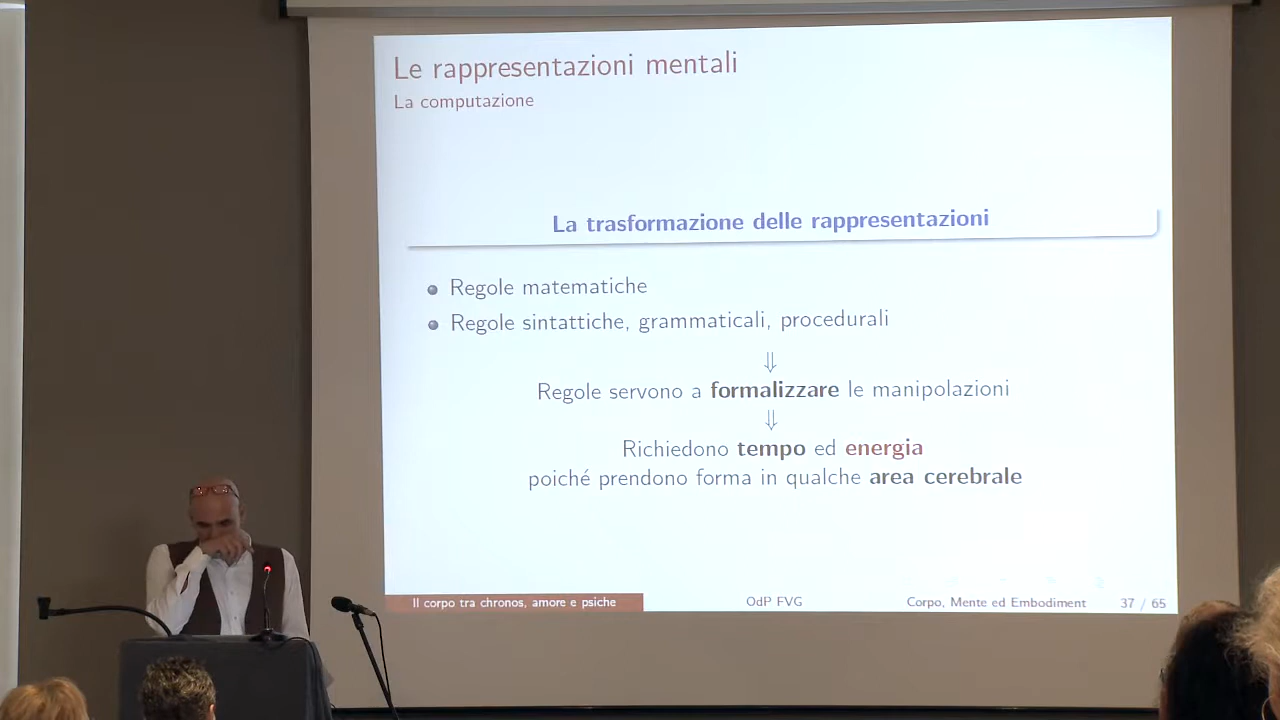 Le rappresentazioni mentali
La computazione
La trasformazione delle rappresentazioni
Regole matematiche
Regole sintattiche, grammaticali, procedurali
⇓
Regole servono a formalizzare le manipolazioni
⇓
Richiedono tempo ed energia
poiché prendono forma in qualche area cerebrale
Il corpo tra chronos, amore e psiche OdP FVG Corpo, Mente ed Embodiment 37 / 65